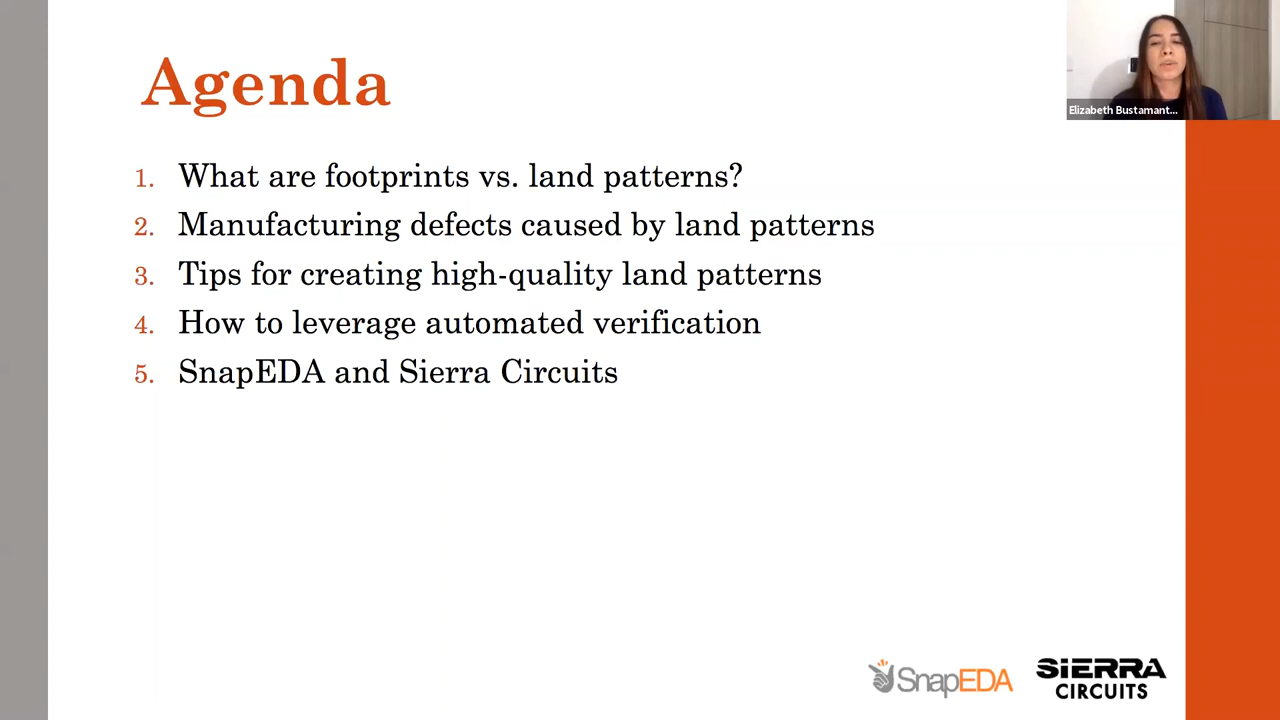 Agenda
Elizabeth Bustamant...
1. What are footprints vs. land patterns?
2. Manufacturing defects caused by land patterns
3. Tips for creating high-quality land patterns
4. How to leverage automated verification
5. SnapEDA and Sierra Circuits
SnapEDA
SIERRA
CIRCUITS